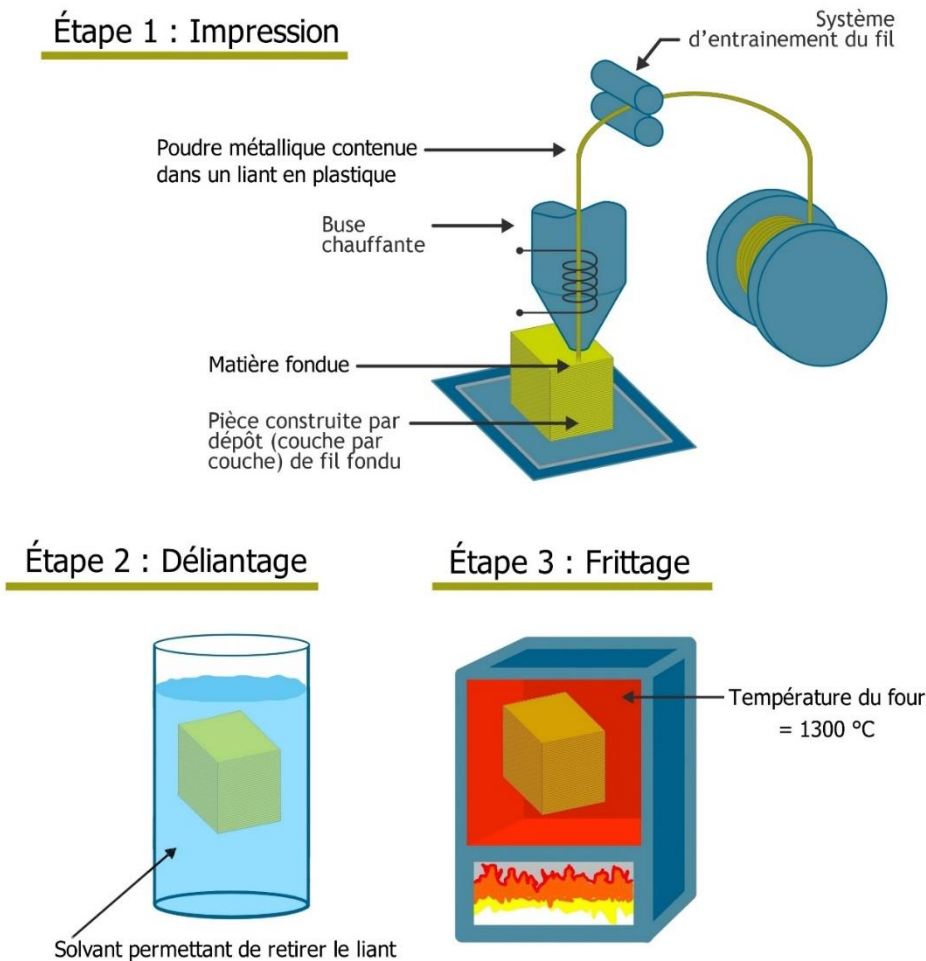 Étape 1 : Impression
Système
d'entrainement du fil
Poudre métallique contenue
dans un liant en plastique
Buse
chauffante
Matière fondue
Pièce construite par
dépôt (couche par
couche) de fil fondu
Étape 2 : Déliantage
Étape 3 : Frittage
Température du four
= 1300 °C
Solvant permettant de retirer le liant